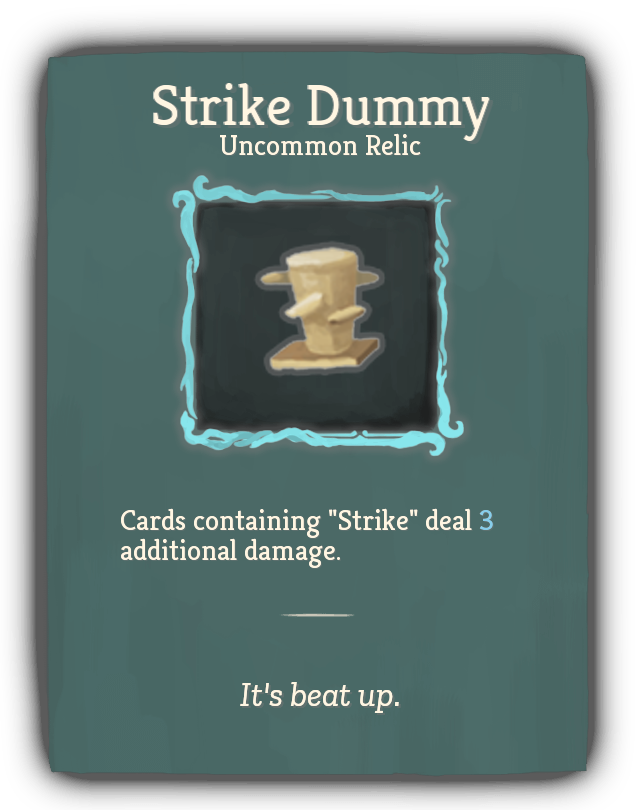 Strike Dummy
Uncommon Relic
Cards containing "Strike" deal 3
additional damage.
It's beat up.